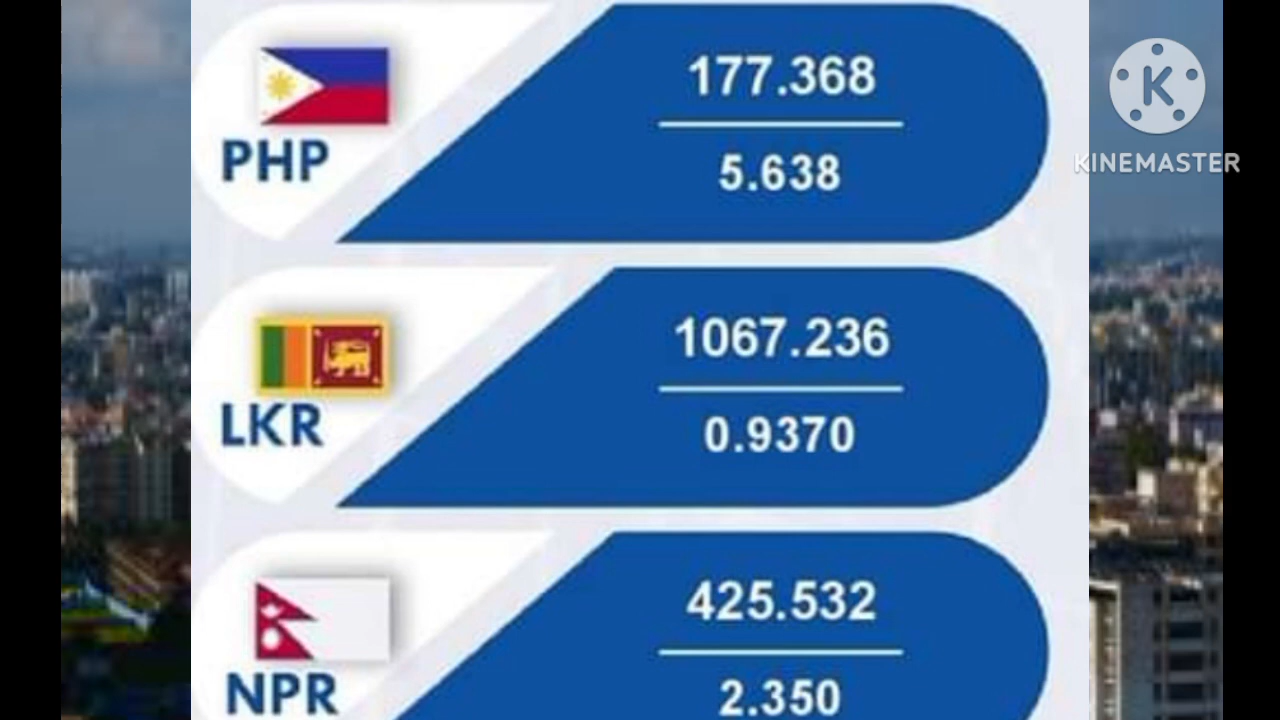 177.368
PHP
5.638
1067.236
LKR
0.9370
425.532
NPR
2.350
K
KINEMASTER